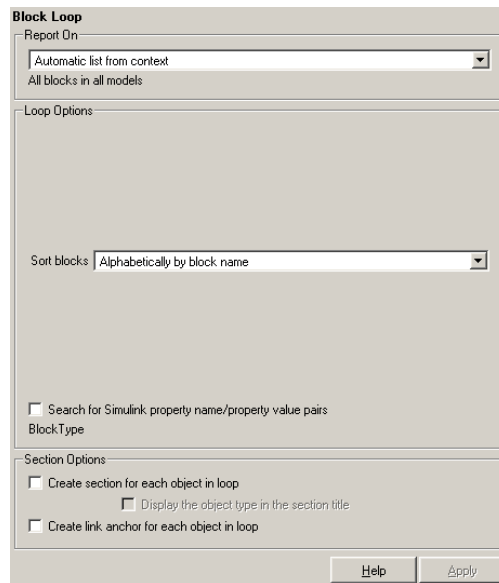 Block Loop
Report On
Automatic list from context
All blocks in all models
Loop Options
Sort blocks Alphabetically by block name
Search for Simulink property name/property value pairs
BlockType
Section Options
Create section for each object in loop
Display the object type in the section title
Create link anchor for each object in loop
Help Apply